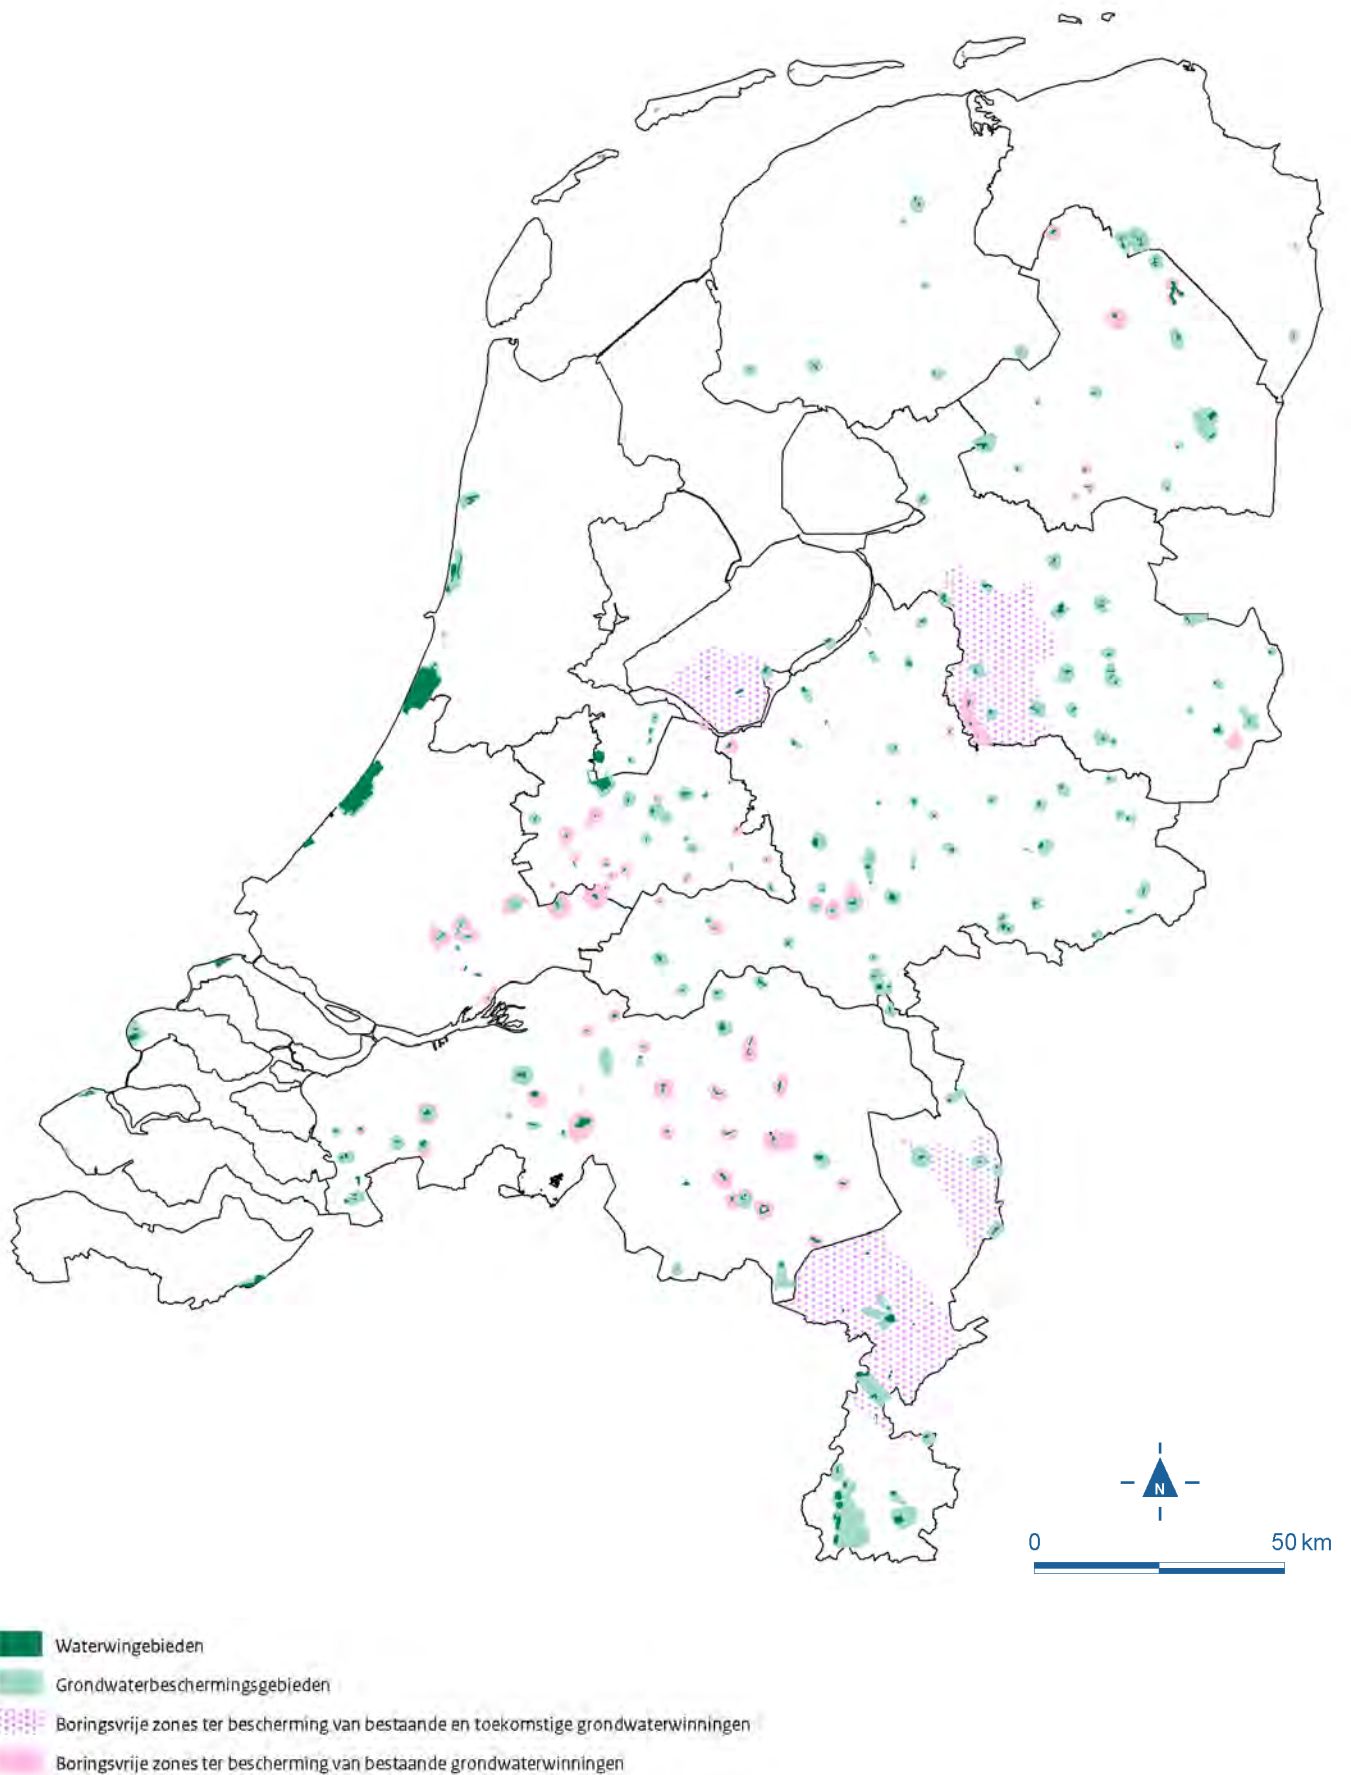 N
0 50 km
Waterwingebieden
Grondwaterbeschermingsgebieden
Boringsvrije zones ter bescherming van bestaande en toekomstige grondwaterwinningen
Boringsvrije zones ter bescherming van bestaande grondwaterwinningen